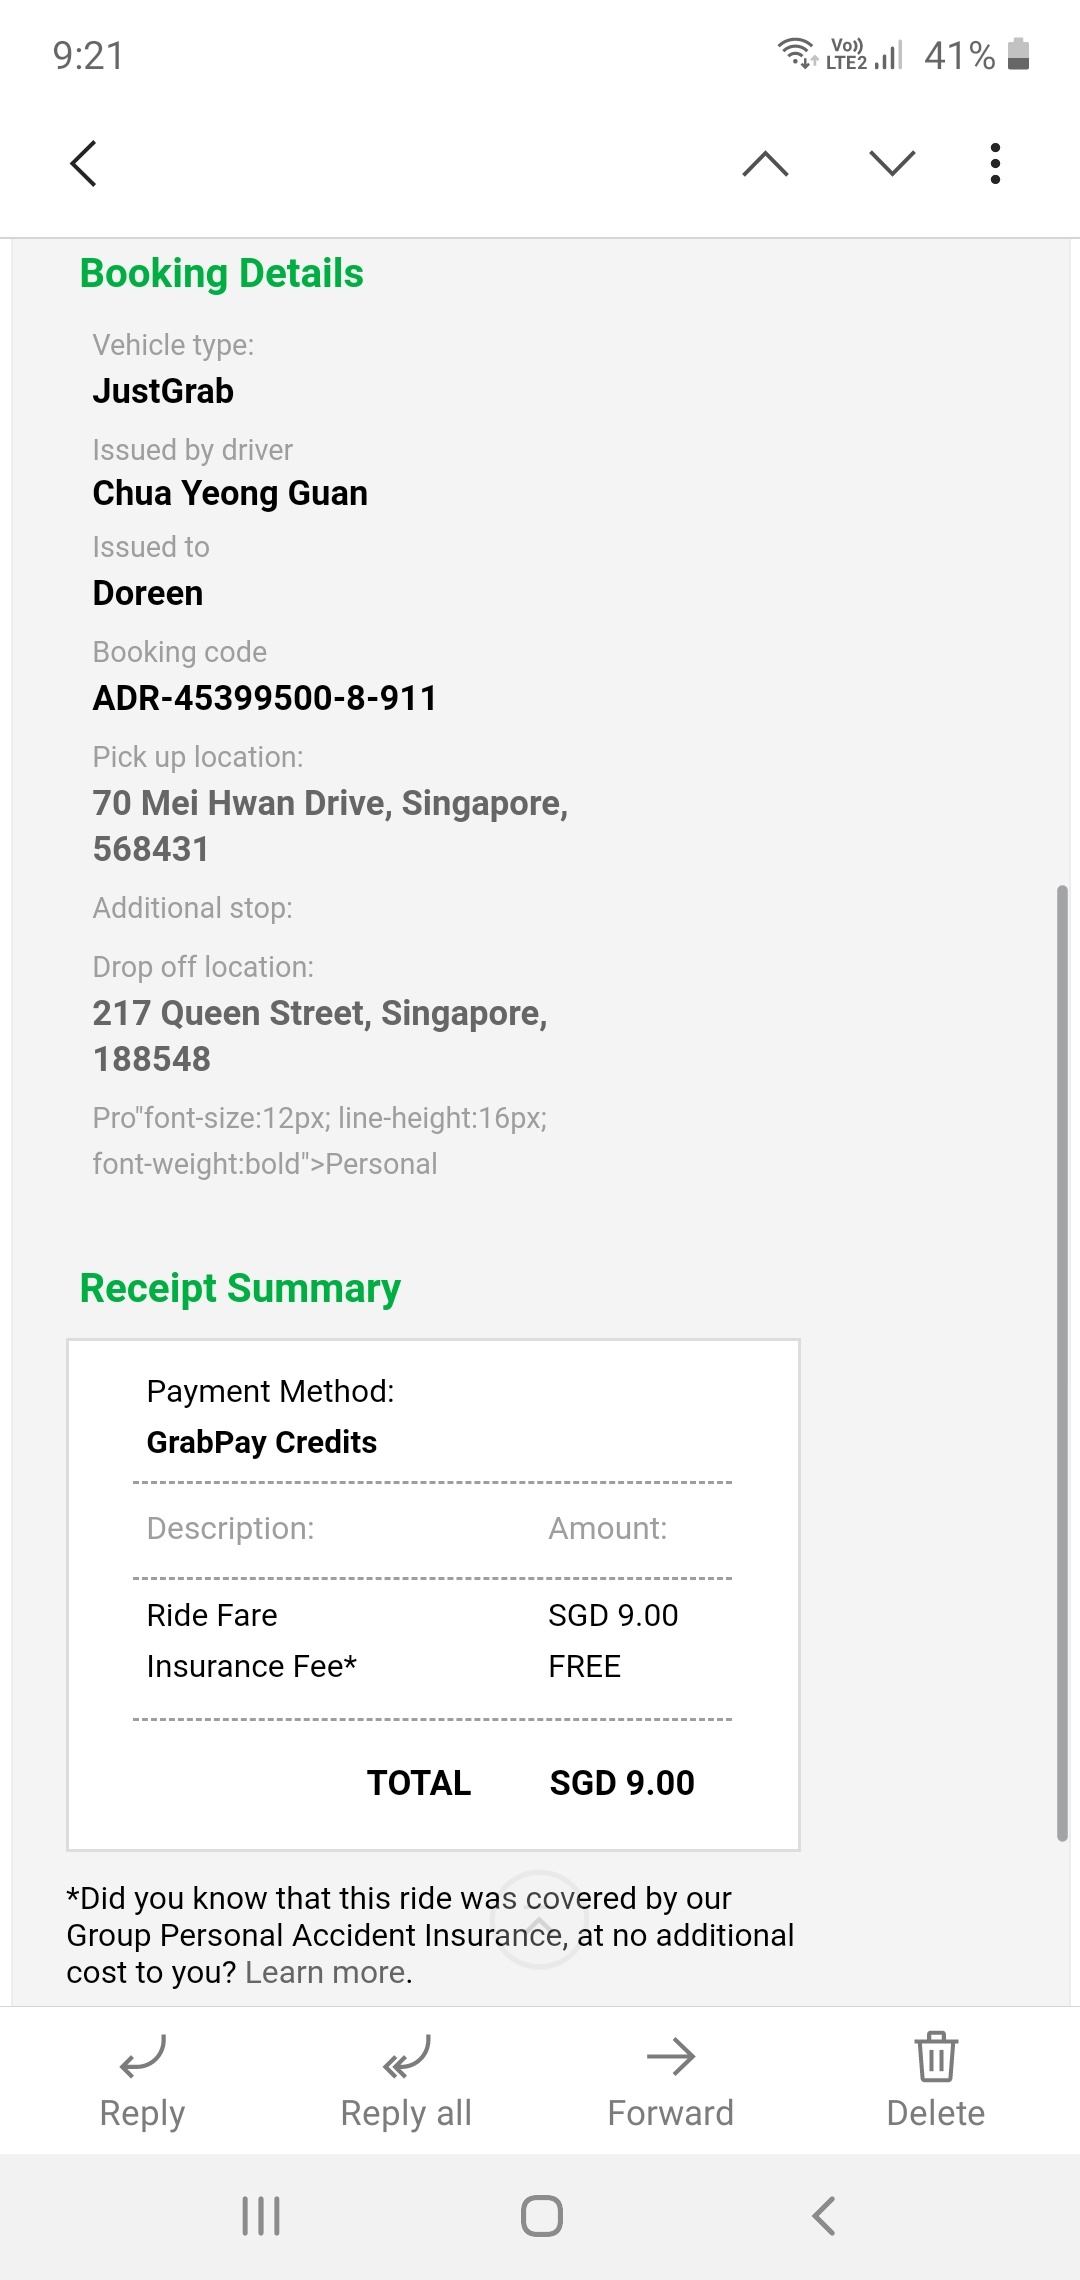 9:21
Vo)) LTE2 41%
Booking Details
Vehicle type:
JustGrab
Issued by driver
Chua Yeong Guan
Issued to
Doreen
Booking code
ADR-45399500-8-911
Pick up location:
70 Mei Hwan Drive, Singapore,
568431
Additional stop:
Drop off location:
217 Queen Street, Singapore,
188548
Pro"font-size:12px; line-height:16px;
font-weight:bold">Personal
Receipt Summary
Payment Method:
GrabPay Credits
Description: Amount:
Ride Fare SGD 9.00
Insurance Fee* FREE
TOTAL SGD 9.00
*Did you know that this ride was covered by our
Group Personal Accident Insurance, at no additional
cost to you? Learn more.
Reply Reply all Forward Delete